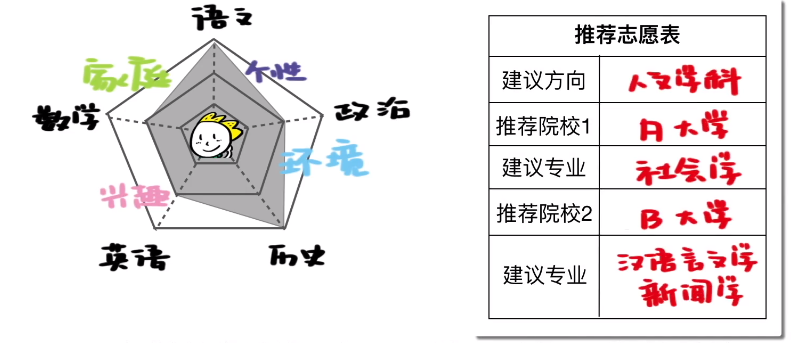 语文
家庭
个性
数学
政治
环境
兴趣
英语
历史
推荐志愿表
建议方向 人文学科
推荐院校1 A大学
建议专业 社会学
推荐院校2 B大学
建议专业 汉语言文学
新闻学